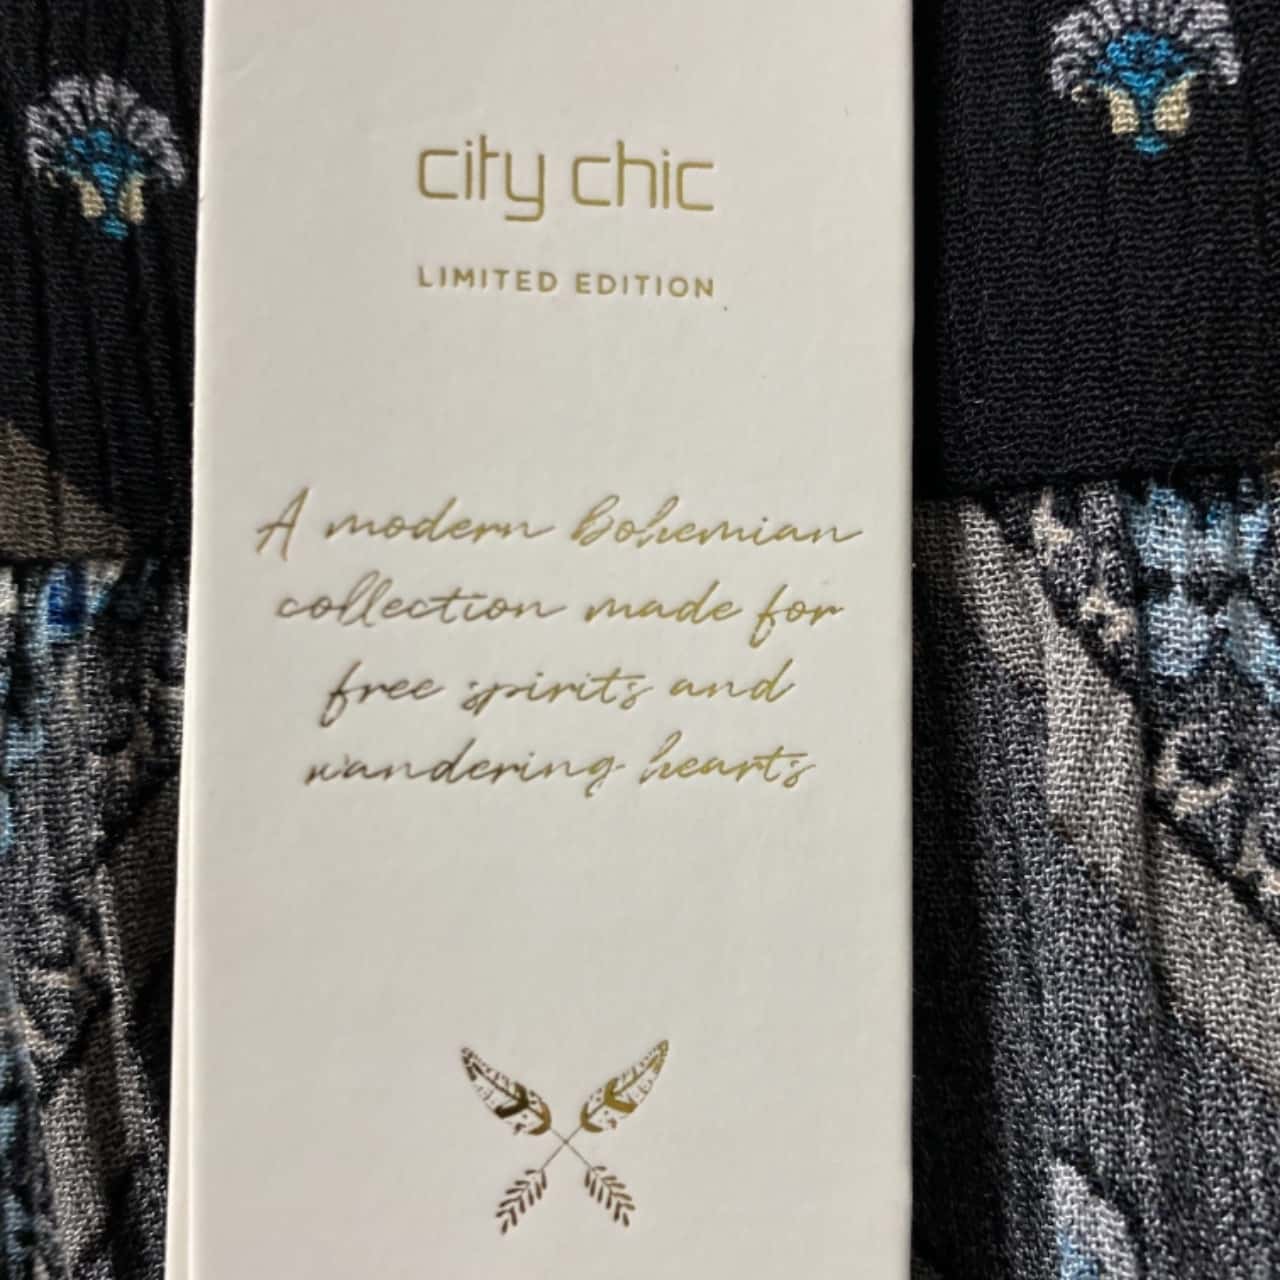 city chic
LIMITED EDITION
A modern bohemian
collection made for
free spirits and
wandering hearts